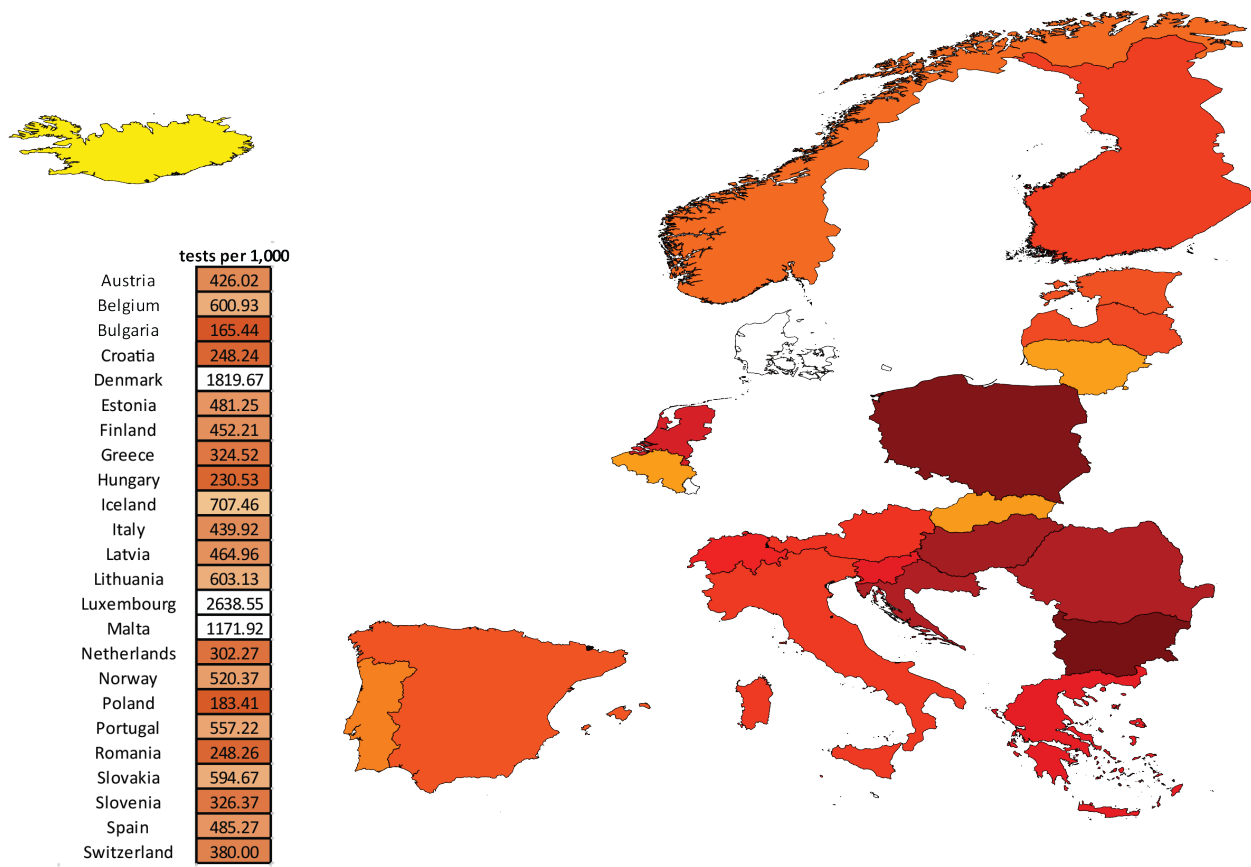 tests per 1,000
Austria 426.02
Belgium 600.93
Bulgaria 165.44
Croatia 248.24
Denmark 1819.67
Estonia 481.25
Finland 452.21
Greece 324.52
Hungary 230.53
Iceland 707.46
Italy 439.92
Latvia 464.96
Lithuania 603.13
Luxembourg 2638.55
Malta 1171.92
Netherlands 302.27
Norway 520.37
Poland 183.41
Portugal 557.22
Romania 248.26
Slovakia 594.67
Slovenia 326.37
Spain 485.27
Switzerland 380.00